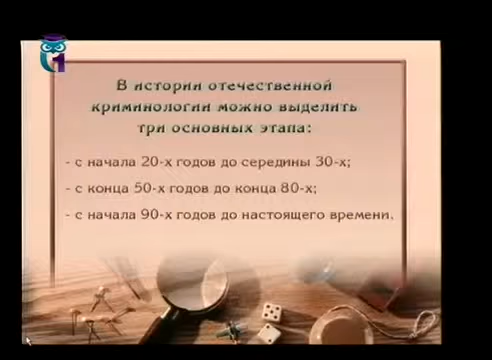 1
В истории отечественной
криминологии можно выделить
три основных этапа:
- с начала 20-х годов до середины 30-х;
- с конца 50-х годов до конца 80-х;
- с начала 90-х годов до настоящего времени.